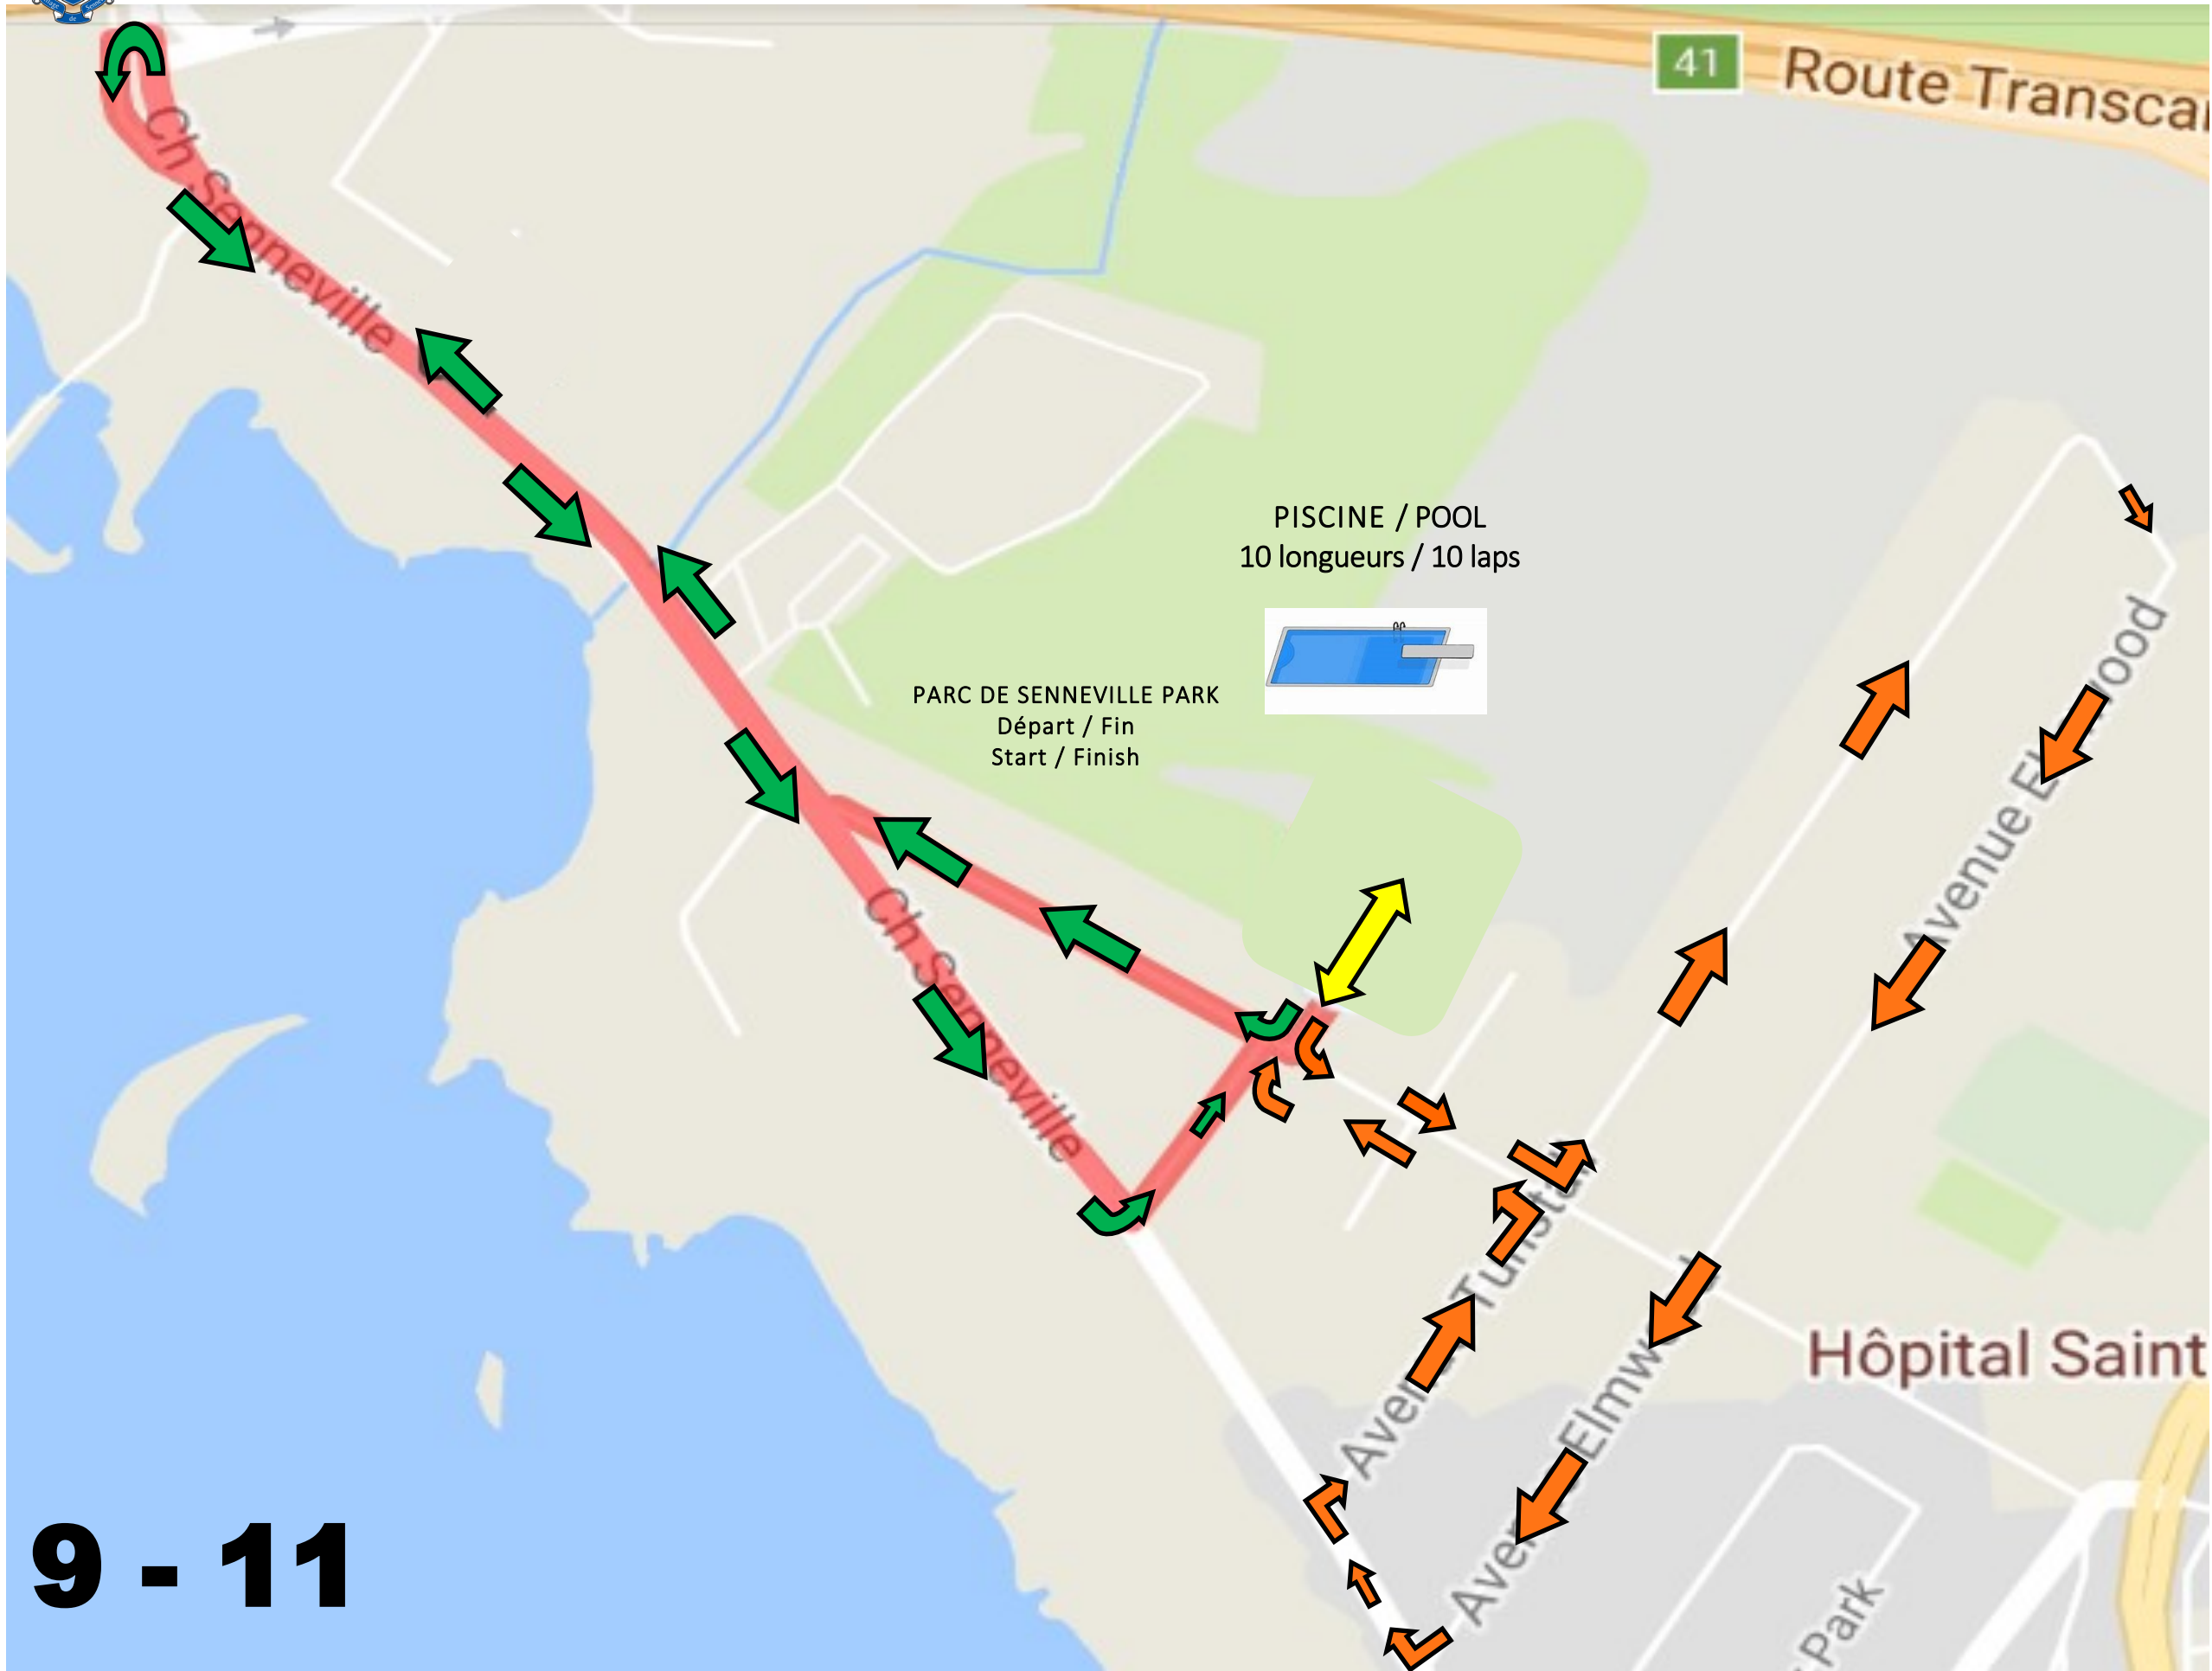 41
Route Transca
Ch Senneville
PISCINE / POOL
10 longueurs / 10 laps
PARC DE SENNEVILLE PARK
Départ / Fin
Start / Finish
Avenue
Ch Senneville
Hôpital Saint
9 - 11
Park